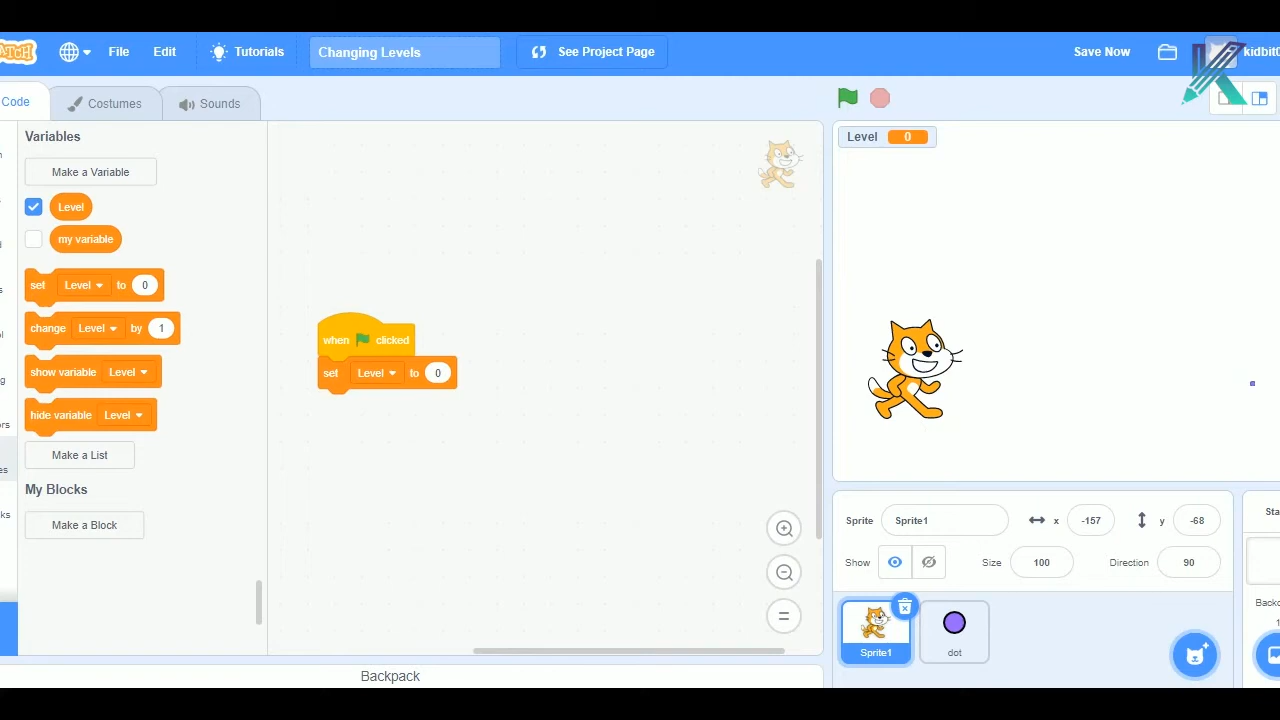 File Edit Tutorials Changing Levels See Project Page Save Now
Code Costumes Sounds
Variables
Make a Variable
Level
my variable
set Level to 0
change Level by 1
show variable Level
hide variable Level
Make a List
My Blocks
Make a Block
when clicked
set Level to 0
Backpack
Level 0
Sprite Sprite1 x -157 y -68
Show Size 100 Direction 90
Sprite1 dot